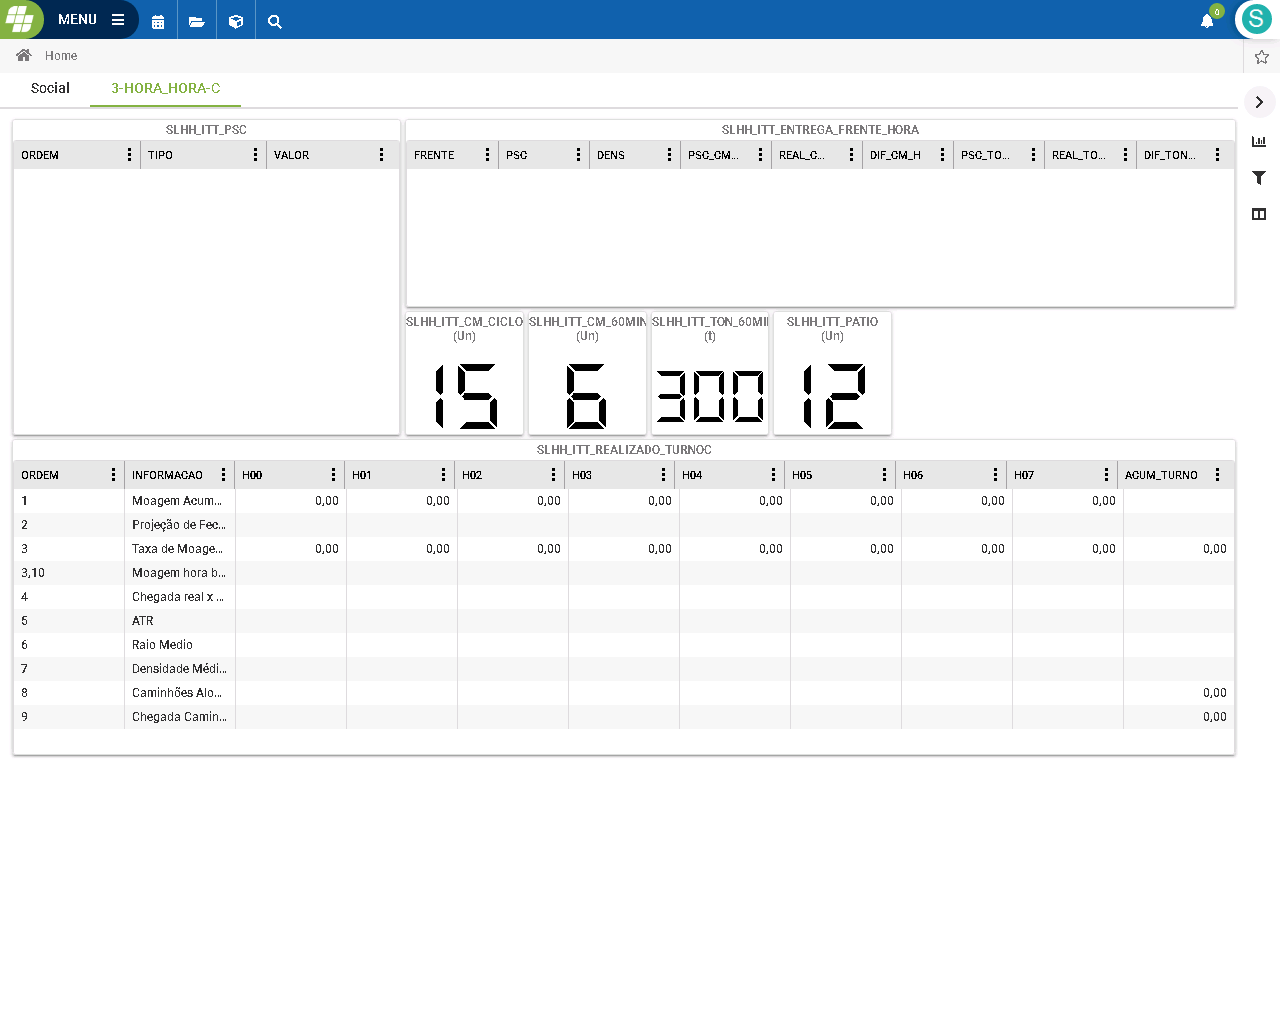 MENU
0
S
Home
Social 3-HORA_HORA-C
SLHH_ITT_PSC
ORDEM TIPO VALOR
SLHH_ITT_ENTREGA_FRENTE_HORA
FRENTE PSC DENS PSC_CM... REAL_C... DIF_CM_H PSC_TO... REAL_TO... DIF_TON...
SLHH_ITT_CM_CICLO
(Un)
15
SLHH_ITT_CM_60MIN
(Un)
6
SLHH_ITT_TON_60MI
(t)
300
SLHH_ITT_PATIO
(Un)
12
SLHH_ITT_REALIZADO_TURNOC
ORDEM INFORMACAO H00 H01 H02 H03 H04 H05 H06 H07 ACUM_TURNO
1 Moagem Acum... 0,00 0,00 0,00 0,00 0,00 0,00 0,00 0,00
2 Projeção de Fec...
3 Taxa de Moage... 0,00 0,00 0,00 0,00 0,00 0,00 0,00 0,00 0,00
3,10 Moagem hora b...
4 Chegada real x ...
5 ATR
6 Raio Medio
7 Densidade Médi...
8 Caminhões Alo... 0,00
9 Chegada Camin... 0,00